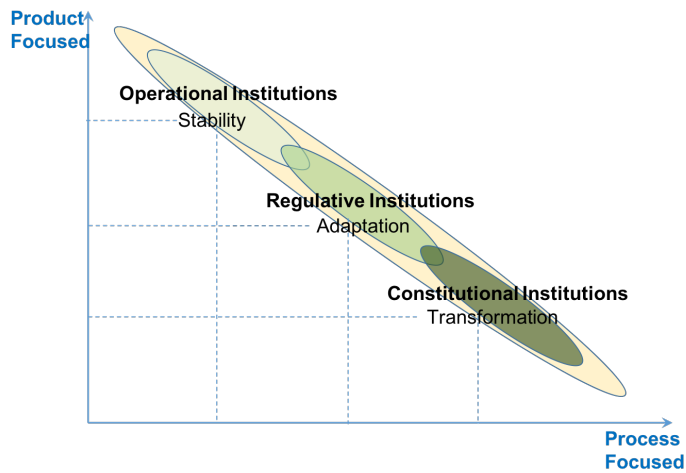 Product
Focused
Operational Institutions
Stability
Regulative Institutions
Adaptation
Constitutional Institutions
Transformation
Process
Focused